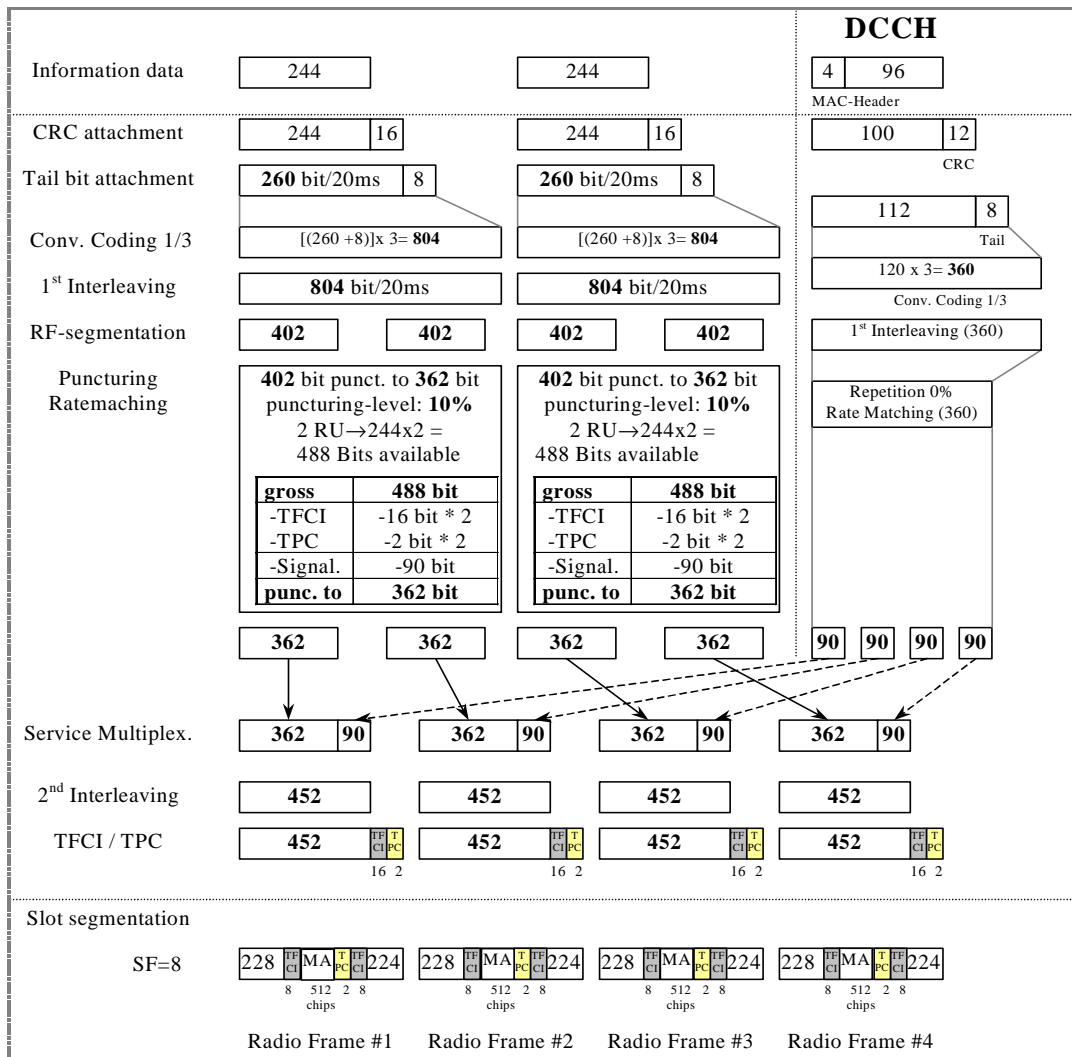 DCCH
Information data 244 244 4 96
MAC-Header
CRC attachment 244 16 244 16 100 12
CRC
Tail bit attachment 260 bit/20ms 8 260 bit/20ms 8
112 8
Tail
Conv. Coding 1/3 [(260 +8)]x 3= 804 [(260 +8)]x 3= 804
120 x 3= 360
Conv. Coding 1/3
1st Interleaving 804 bit/20ms 804 bit/20ms
RF-segmentation 402 402 402 402 1st Interleaving (360)
Puncturing
Ratemaching
402 bit punct. to 362 bit
puncturing-level: 10%
2 RU→244x2 =
488 Bits available
gross 488 bit
-TFCI -16 bit * 2
-TPC -2 bit * 2
-Signal. -90 bit
punc. to 362 bit
402 bit punct. to 362 bit
puncturing-level: 10%
2 RU→244x2 =
488 Bits available
gross 488 bit
-TFCI -16 bit * 2
-TPC -2 bit * 2
-Signal. -90 bit
punc. to 362 bit
Repetition 0%
Rate Matching (360)
362 362 362 362 90 90 90 90
Service Multiplex. 362 90 362 90 362 90 362 90
2nd Interleaving 452 452 452 452
TFCI / TPC 452 TFCI TPC 452 TFCI TPC 452 TFCI TPC 452 TFCI TPC
16 2 16 2 16 2 16 2
Slot segmentation
SF=8 228 TFCI MA TPC TFCI 224 228 TFCI MA TPC TFCI 224 228 TFCI MA TPC TFCI 224 228 TFCI MA TPC TFCI 224
8 512 2 8 8 512 2 8 8 512 2 8 8 512 2 8
chips chips chips chips
Radio Frame #1 Radio Frame #2 Radio Frame #3 Radio Frame #4